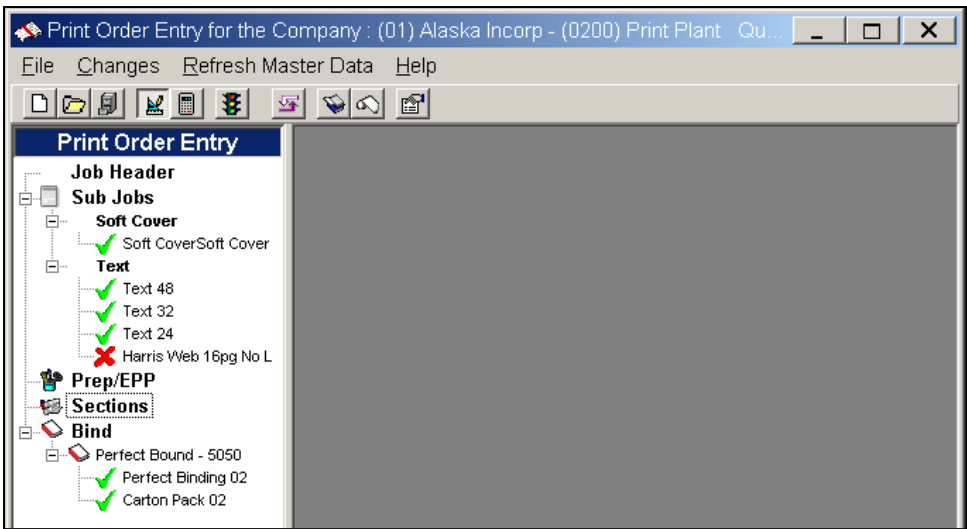 Print Order Entry for the Company : (01) Alaska Incorp - (0200) Print Plant Qu...
File Changes Refresh Master Data Help
Print Order Entry
Job Header
Sub Jobs
Soft Cover
Soft CoverSoft Cover
Text
Text 48
Text 32
Text 24
Harris Web 16pg No L
Prep/EPP
Sections
Bind
Perfect Bound - 5050
Perfect Binding 02
Carton Pack 02